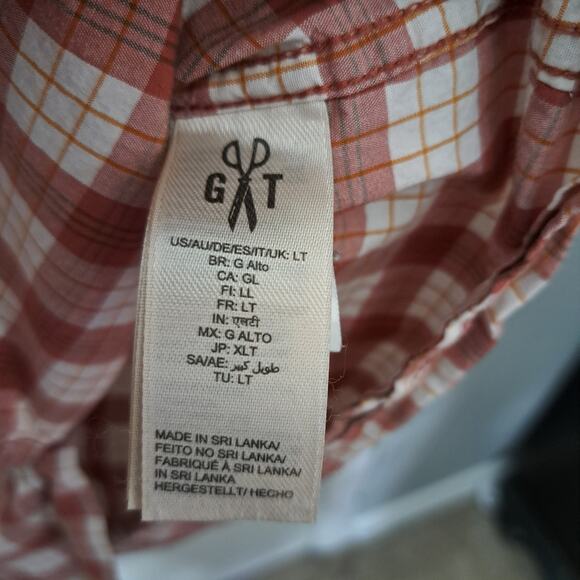 G T
US/AU/DE/ES/IT/UK: LT
BR: G Alto
CA: GL
FI: LL
FR: LT
IN: एलटी
MX: G ALTO
JP: XLT
SA/AE: طويل كبير
TU: LT
MADE IN SRI LANKA/
FEITO NO SRI LANKA/
FABRIQUÉ À SRI LANKA/
IN SRI LANKA
HERGESTELLT/ HECHO